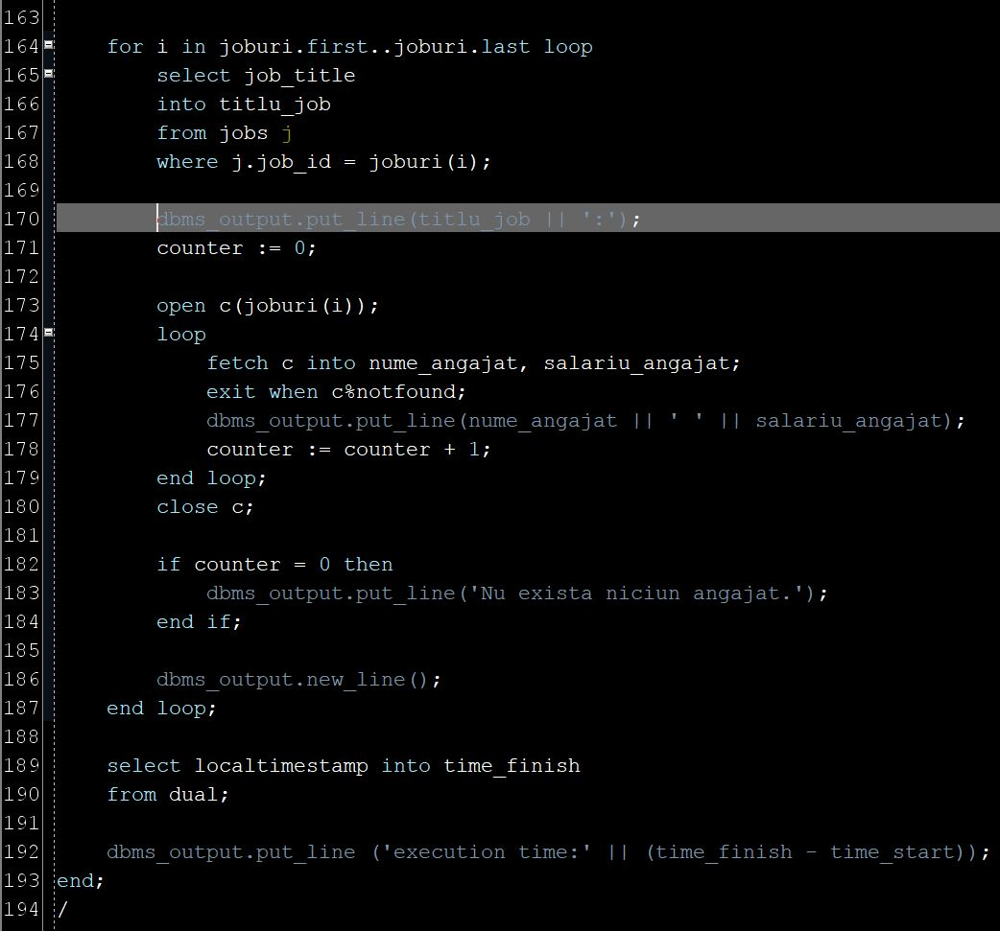 163
164    for i in joburi.first..joburi.last loop
165        select job_title
166        into titlu_job
167        from jobs j
168        where j.job_id = joburi(i);
169
170        dbms_output.put_line(titlu_job || ':');
171        counter := 0;
172
173        open c(joburi(i));
174        loop
175            fetch c into nume_angajat, salariu_angajat;
176            exit when c%notfound;
177            dbms_output.put_line(nume_angajat || ' ' || salariu_angajat);
178            counter := counter + 1;
179        end loop;
180        close c;
181
182        if counter = 0 then
183            dbms_output.put_line('Nu exista niciun angajat.');
184        end if;
185
186        dbms_output.new_line();
187    end loop;
188
189    select localtimestamp into time_finish
190    from dual;
191
192    dbms_output.put_line ('execution time:' || (time_finish - time_start));
193 end;
194 /